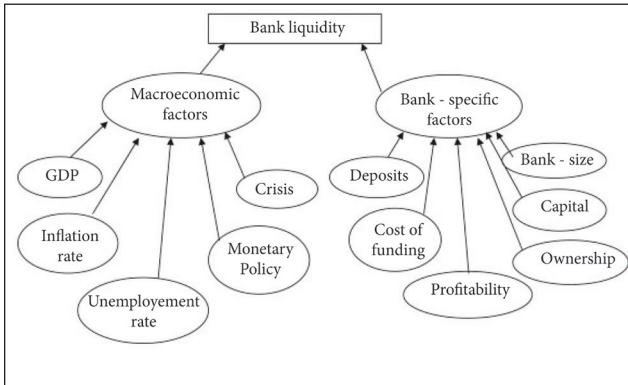 Bank liquidity
Macroeconomic
factors
Bank - specific
factors
GDP
Crisis
Deposits
Bank - size
Inflation
rate
Monetary
Policy
Cost of
funding
Capital
Unemployement
rate
Profitability
Ownership